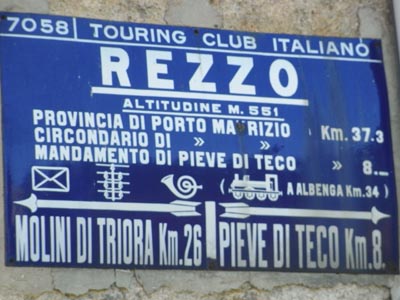 7058 TOURING CLUB ITALIANO
REZZO
ALTITUDINE M. 551
PROVINCIA DI PORTO MAURIZIO Km. 37.3
CIRCONDARIO DI » » »
MANDAMENTO DI PIEVE DI TECO » 8.—
( A ALBENGA Km. 34 )
MOLINI DI TRIORA Km. 26 PIEVE DI TECO Km. 8.